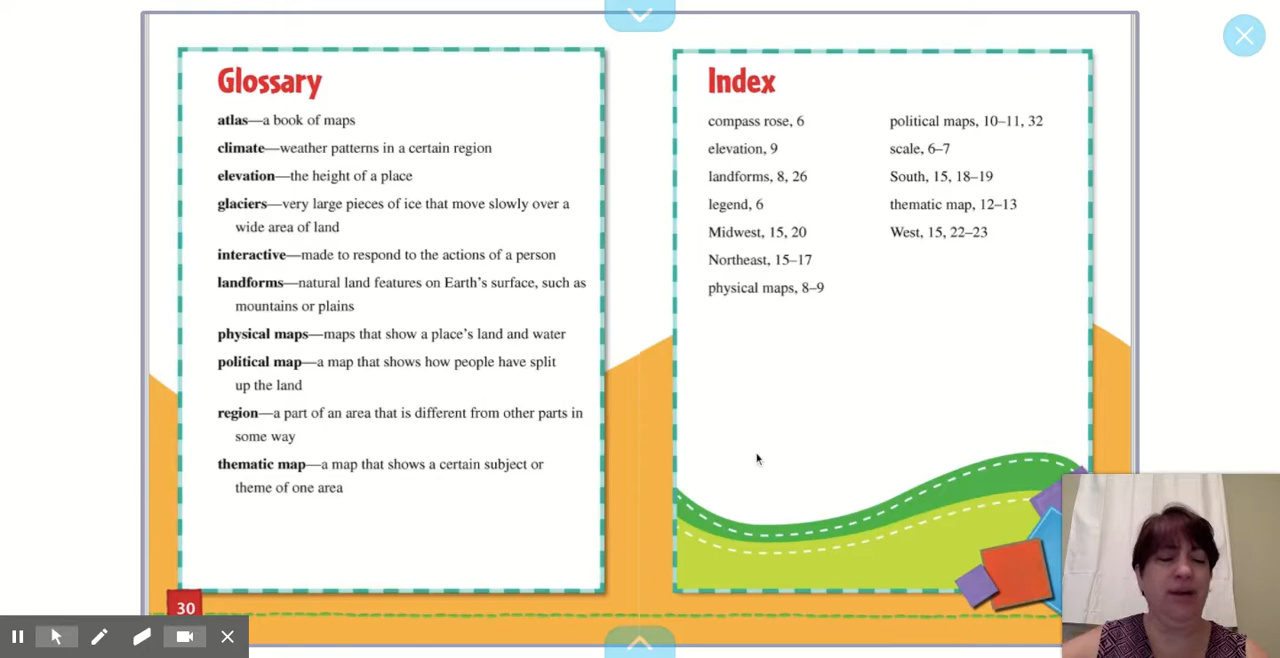 Glossary
atlas—a book of maps
climate—weather patterns in a certain region
elevation—the height of a place
glaciers—very large pieces of ice that move slowly over a
wide area of land
interactive—made to respond to the actions of a person
landforms—natural land features on Earth's surface, such as
mountains or plains
physical maps—maps that show a place's land and water
political map—a map that shows how people have split
up the land
region—a part of an area that is different from other parts in
some way
thematic map—a map that shows a certain subject or
theme of one area
30
Index
compass rose, 6
elevation, 9
landforms, 8, 26
legend, 6
Midwest, 15, 20
Northeast, 15–17
physical maps, 8–9
political maps, 10–11, 32
scale, 6–7
South, 15, 18–19
thematic map, 12–13
West, 15, 22–23